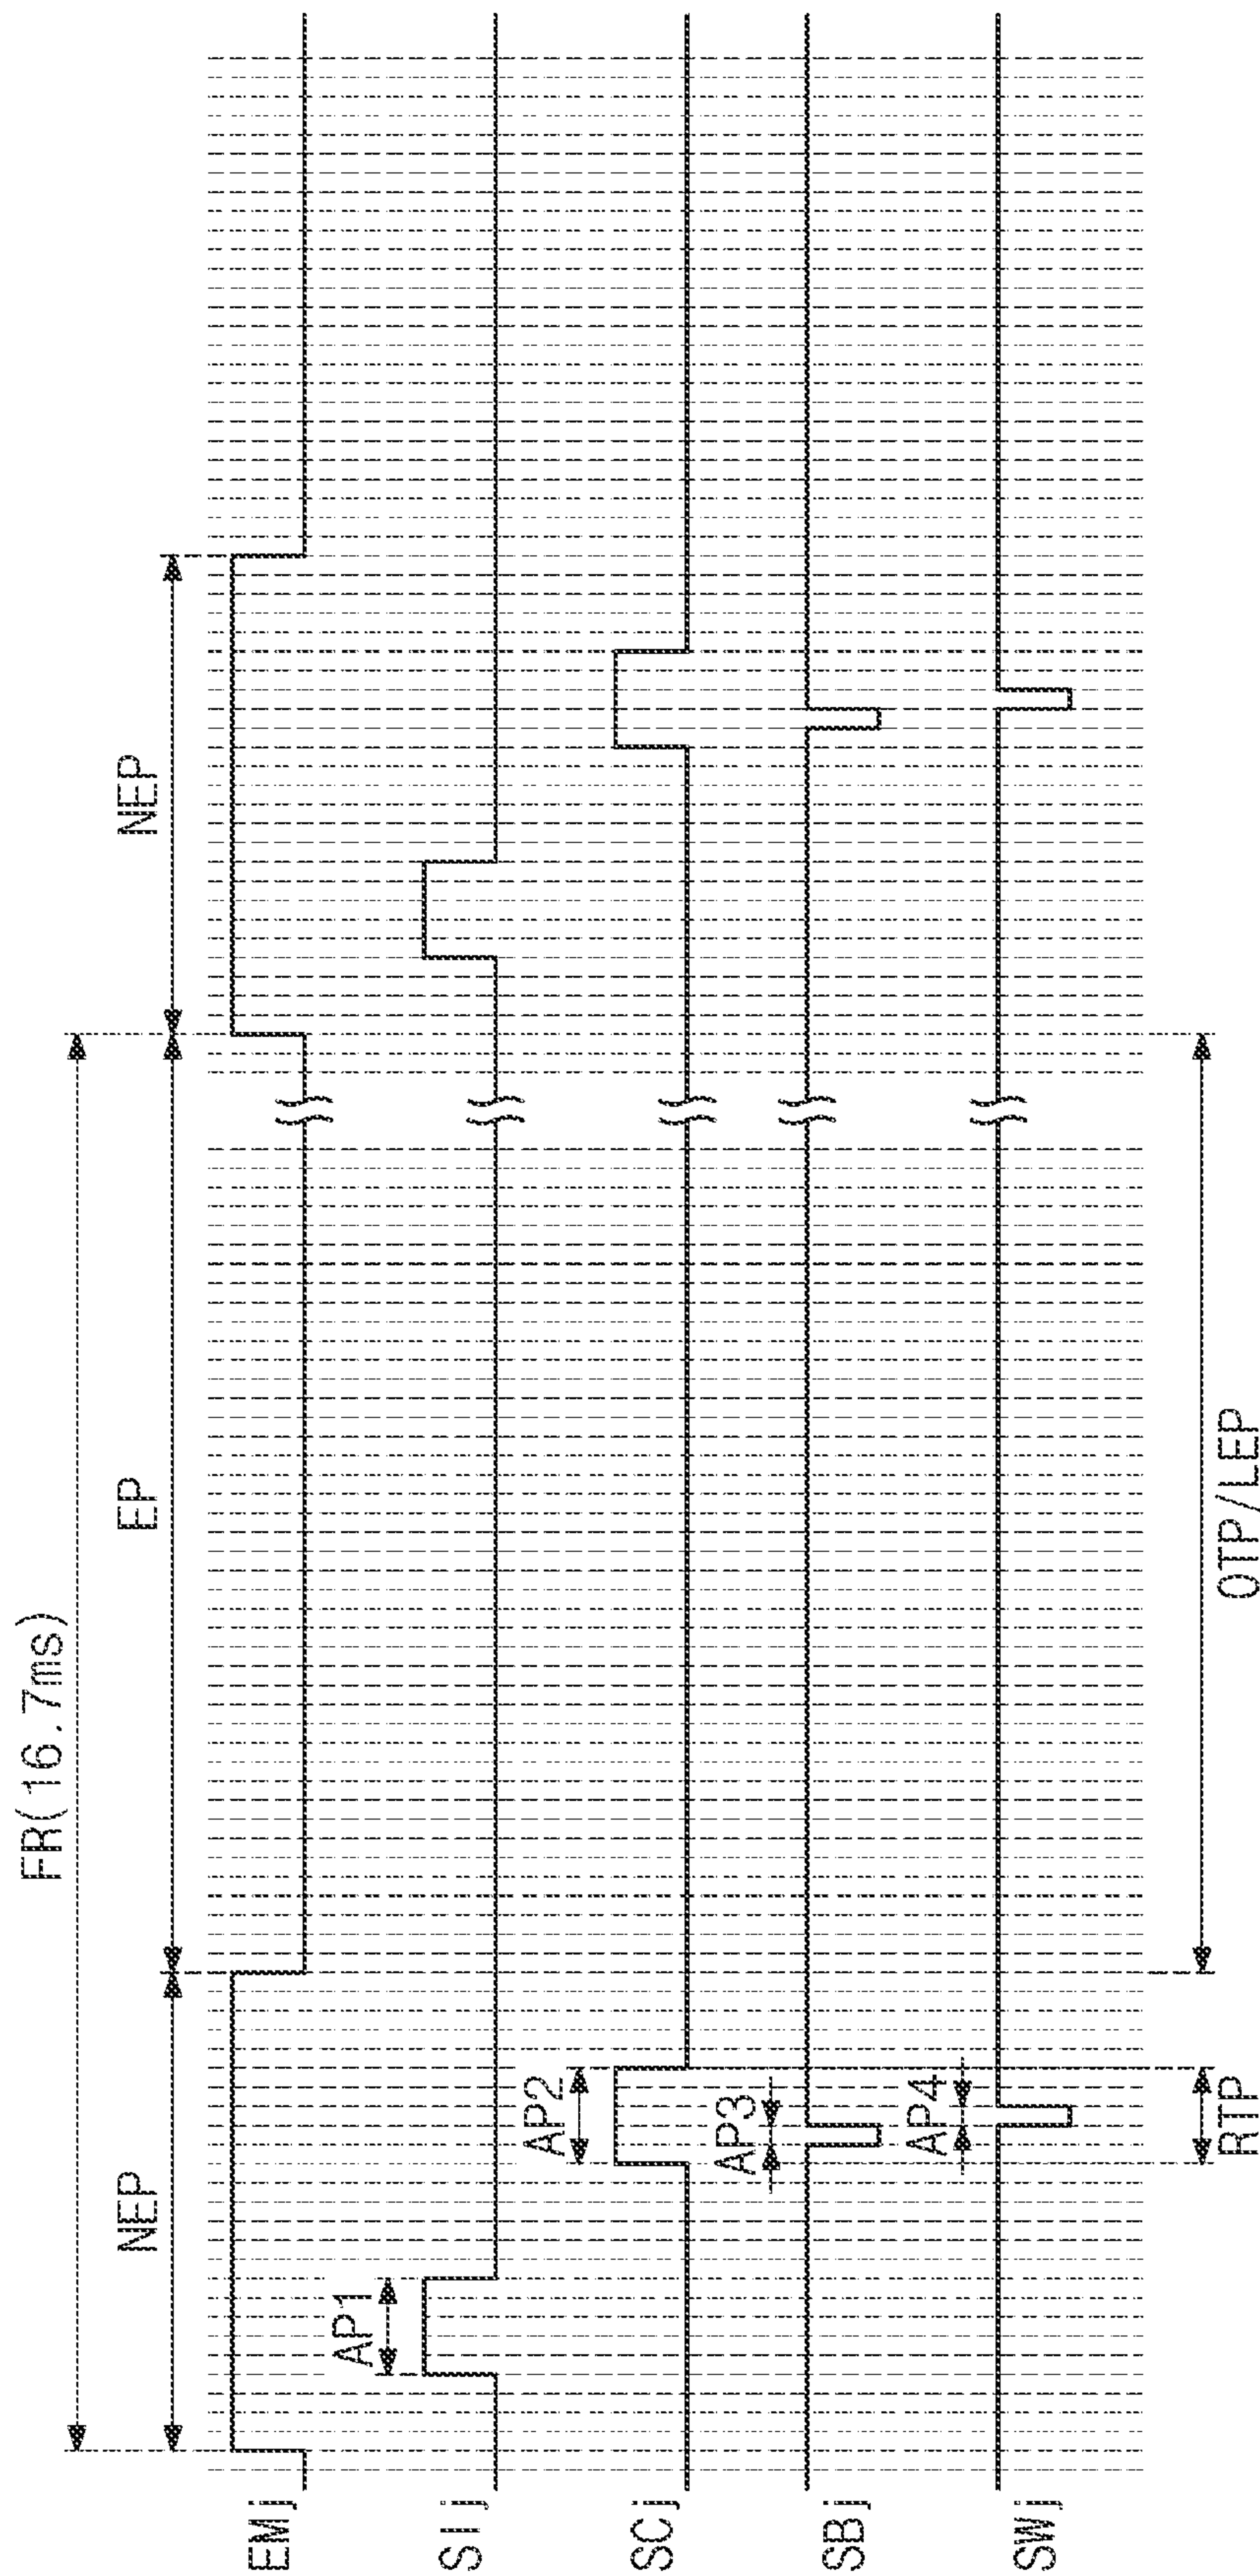 FR(16.7ms)
NEP
EP
NEP
EMj
AP1
SIj
AP2
SCj
AP3
SBj
AP4
SWj
RTP
OTP/LEP